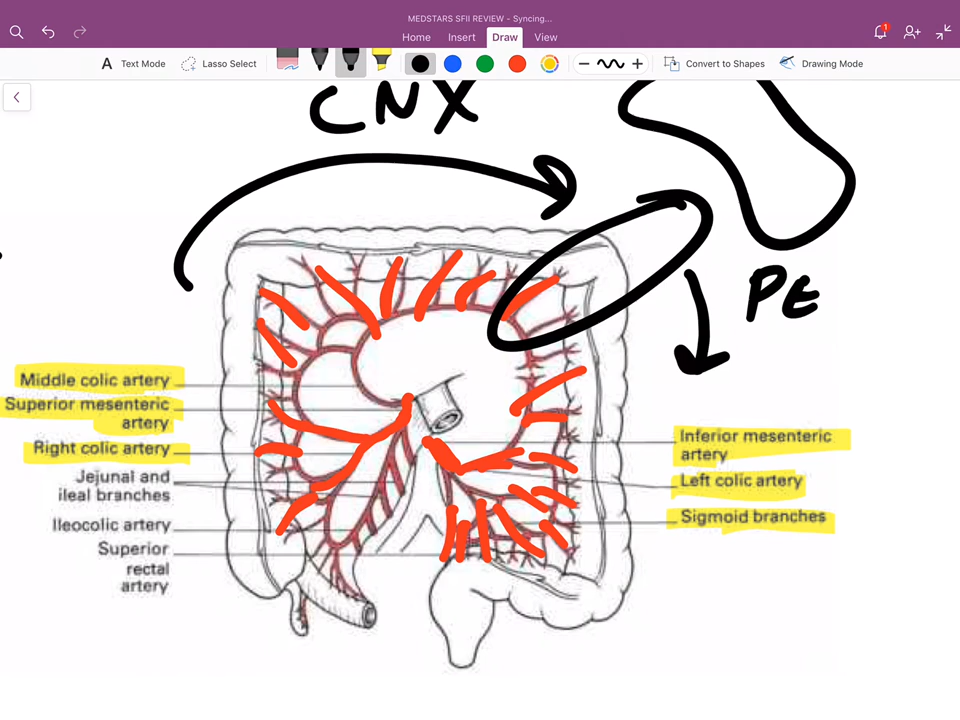 MEDSTARS SFII REVIEW - Syncing...
Home Insert Draw View
1
A Text Mode Lasso Select Convert to Shapes Drawing Mode
CNX
PE
Middle colic artery
Superior mesenteric
artery
Right colic artery
Jejunal and
ileal branches
Ileocolic artery
Superior
rectal
artery
Inferior mesenteric
artery
Left colic artery
Sigmoid branches